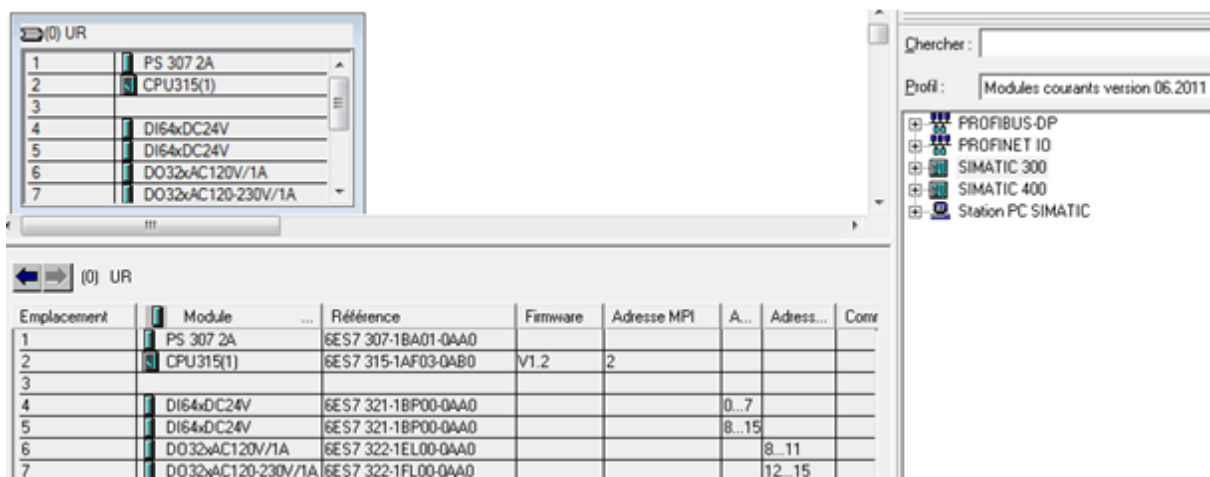 (0) UR
1 PS 307 2A
2 CPU315(1)
3
4 DI64xDC24V
5 DI64xDC24V
6 DO32xAC120V/1A
7 DO32xAC120-230V/1A
Chercher :
Profil : Modules courants version 06.2011
PROFIBUS-DP
PROFINET IO
SIMATIC 300
SIMATIC 400
Station PC SIMATIC
(0) UR
Emplacement Module ... Référence Firmware Adresse MPI A... Adress... Comm
1 PS 307 2A 6ES7 307-1BA01-0AA0
2 CPU315(1) 6ES7 315-1AF03-0AB0 V1.2 2
3
4 DI64xDC24V 6ES7 321-1BP00-0AA0 0...7
5 DI64xDC24V 6ES7 321-1BP00-0AA0 8...15
6 DO32xAC120V/1A 6ES7 322-1EL00-0AA0 8...11
7 DO32xAC120-230V/1A 6ES7 322-1FL00-0AA0 12...15